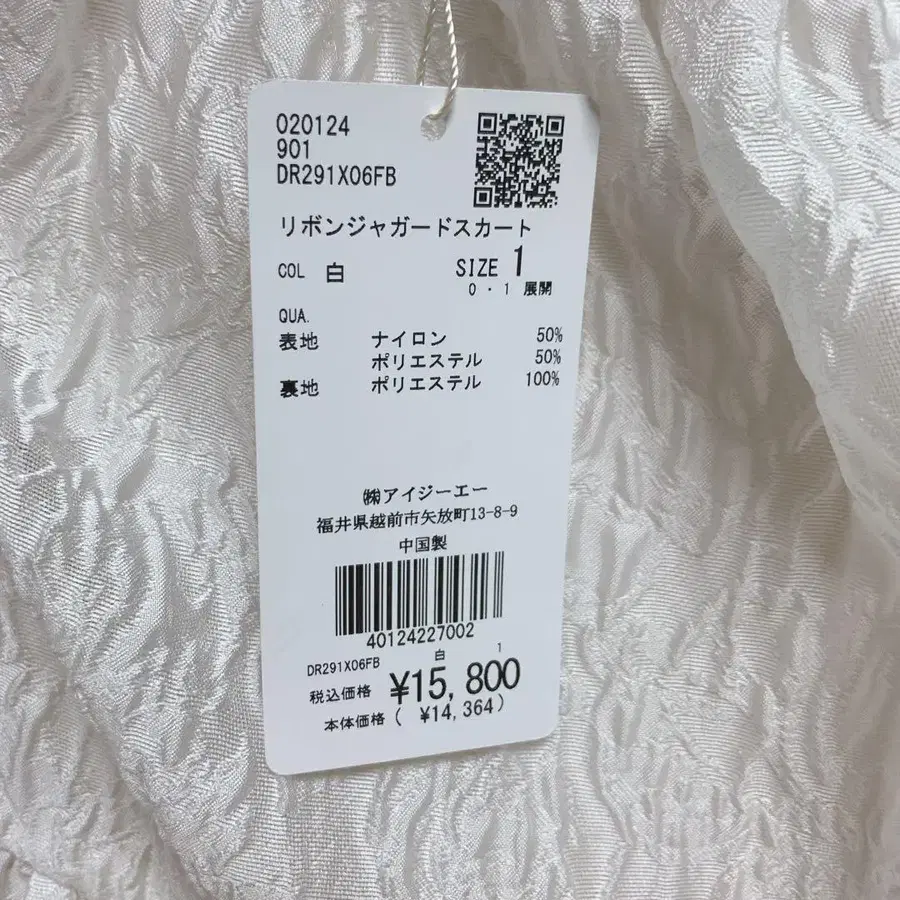 020124
901
DR291X06FB
リボンジャガードスカート
COL 白 SIZE 1
0・1 展開
QUA.
表地 ナイロン 50%
ポリエステル 50%
裏地 ポリエステル 100%
㈱アイジーエー
福井県越前市矢放町13-8-9
中国製
40124227002
白 1
DR291X06FB
税込価格 ¥15,800
本体価格( ¥14,364)